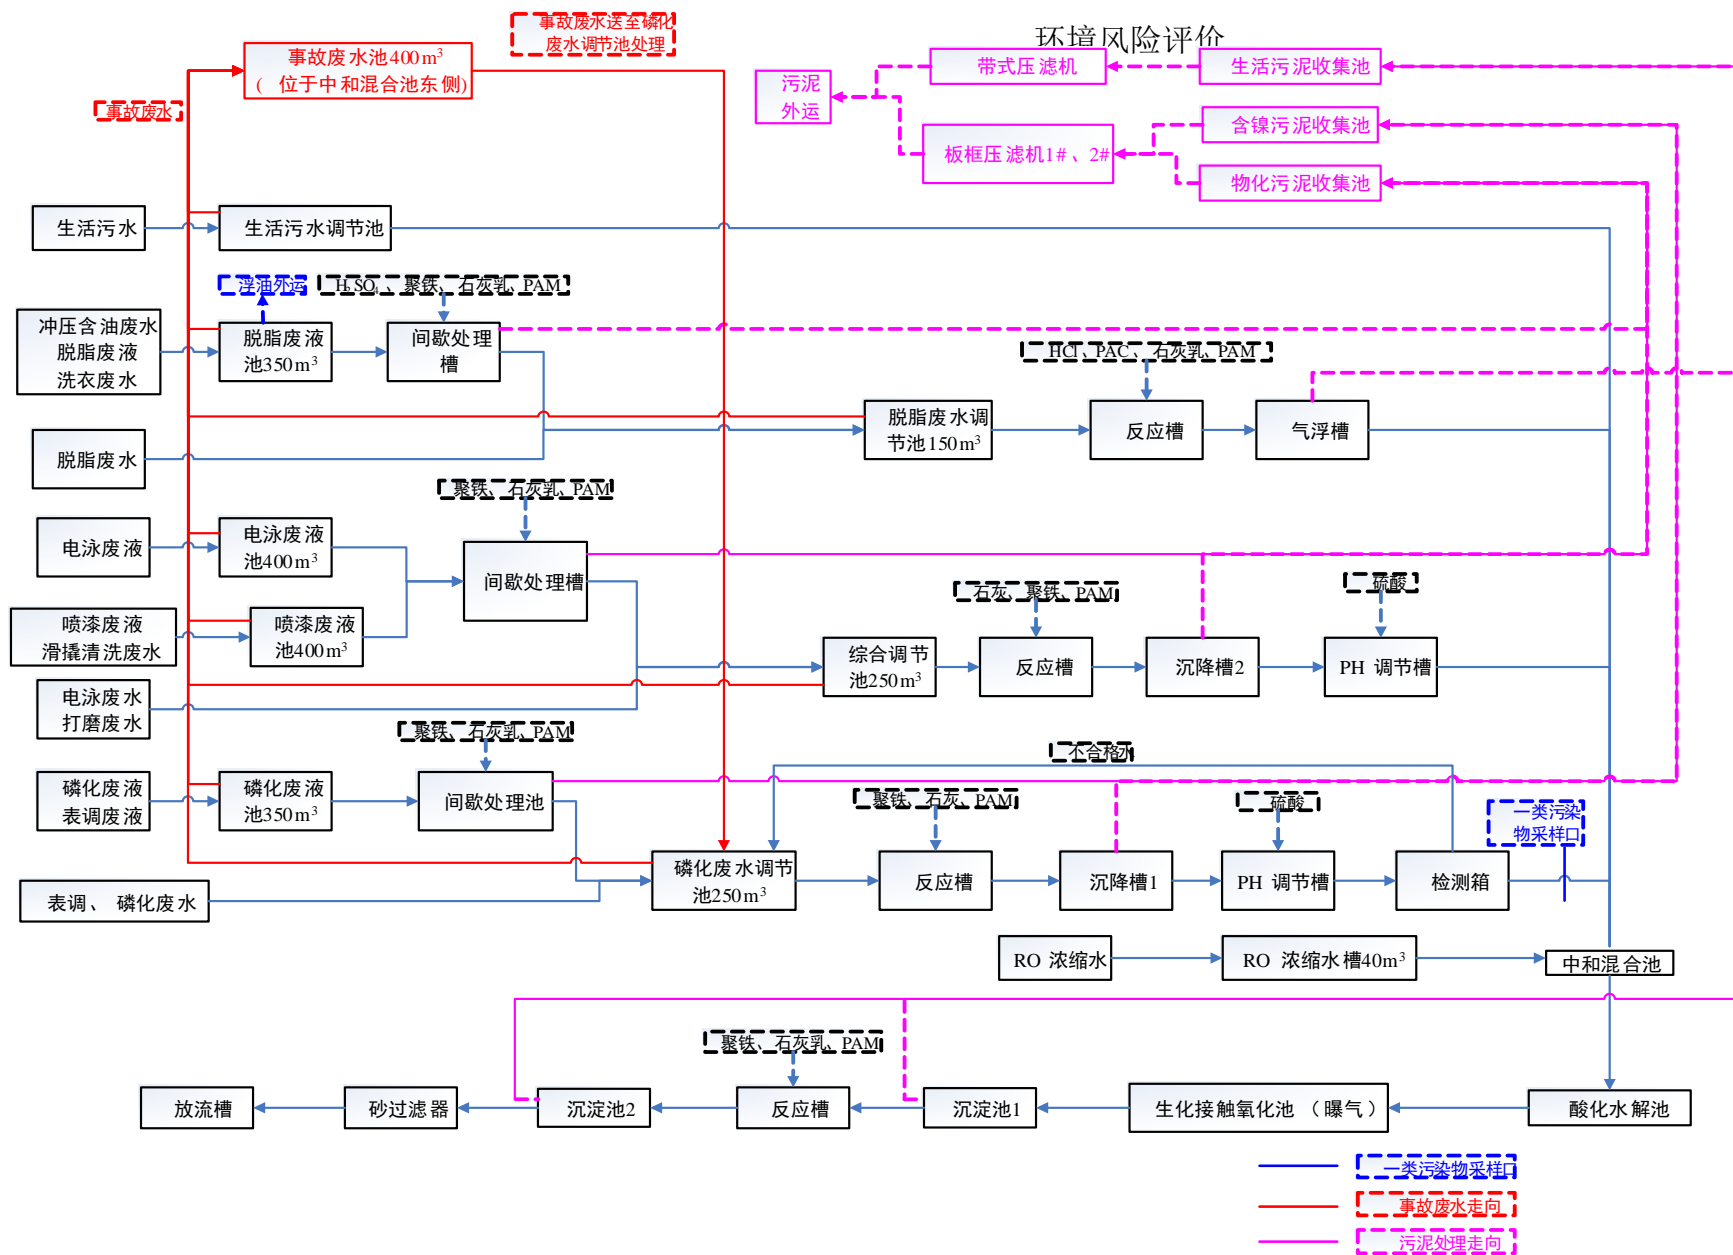 环境风险评价
事故废水送至磷化
废水调节池处理
事故废水池400m³
( 位于中和混合池东侧)
事故废水
污泥
外运
带式压滤机
生活污泥收集池
板框压滤机1#、2#
含镍污泥收集池
物化污泥收集池
生活污水
生活污水调节池
浮油外运
H₂SO₄、聚铁、石灰乳、PAM
冲压含油废水
脱脂废液
洗衣废水
脱脂废液
池350m³
间歇处理
槽
HCl、PAC、石灰乳、PAM
脱脂废水
脱脂废水调
节池150m³
反应槽
气浮槽
聚铁、石灰乳、PAM
电泳废液
电泳废液
池400m³
间歇处理槽
喷漆废液
滑撬清洗废水
喷漆废液
池400m³
石灰、聚铁、PAM
硫酸
综合调节
池250m³
反应槽
沉降槽2
PH 调节槽
电泳废水
打磨废水
聚铁、石灰乳、PAM
不合格水
磷化废液
表调废液
磷化废液
池350m³
间歇处理池
聚铁、石灰、PAM
硫酸
一类污染
物采样口
磷化废水调节
池250m³
反应槽
沉降槽1
PH 调节槽
检测箱
表调、 磷化废水
RO 浓缩水
RO 浓缩水槽40m³
中和混合池
聚铁、石灰乳、PAM
放流槽
砂过滤器
沉淀池2
反应槽
沉淀池1
生化接触氧化池（曝气）
酸化水解池
一类污染物采样口
事故废水走向
污泥处理走向